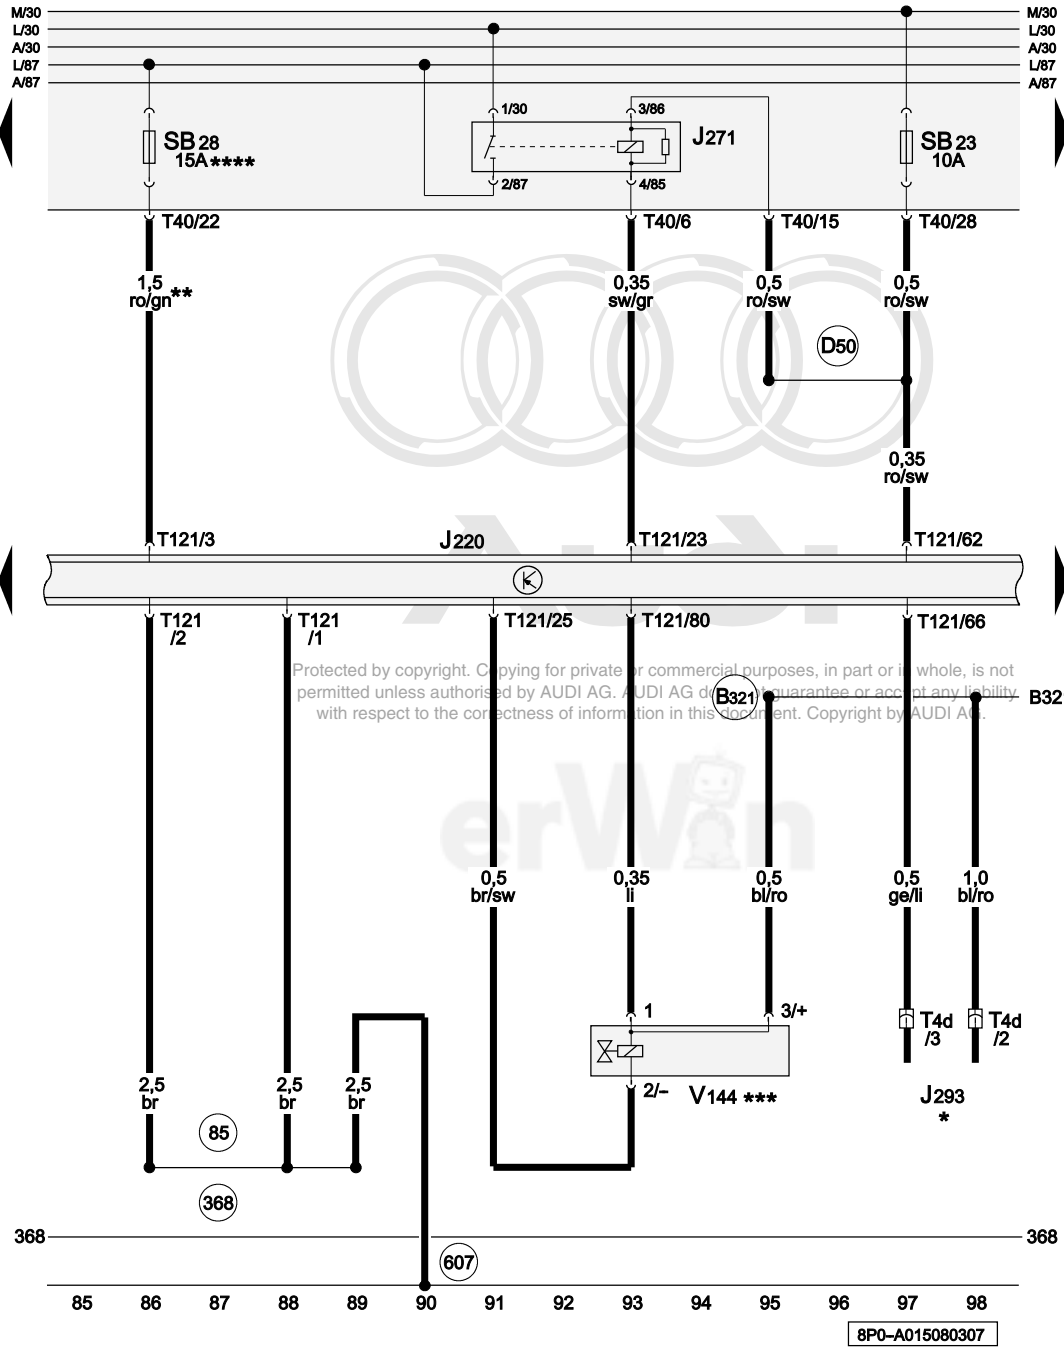 M/30 M/30
L/30 L/30
A/30 A/30
L/87 L/87
A/87 A/87
1/30 3/86
SB 28 J271 SB 23
15A**** 10A
2/87 4/85
T40/22 T40/6 T40/15 T40/28
1,5 0,35 0,5 0,5
ro/gn** sw/gr ro/sw ro/sw
D50
0,35
ro/sw
T121/3 J220 T121/23 T121/62
Audi
T121 T121 T121/25 T121/80 T121/66
/2 /1
Protected by copyright. Copying for private or commercial purposes, in part or in whole, is not
permitted unless authorised by AUDI AG. AUDI AG does not guarantee or accept any liability
with respect to the correctness of information in this document. Copyright by AUDI AG.
B321 B32
erWin
0,5 0,35 0,5 0,5 1,0
br/sw li bl/ro ge/li bl/ro
1 3/+ T4d T4d
/3 /2
2,5 2,5 2,5 2/– V144 *** J293
br br br *
85
368
368 368
607
85 86 87 88 89 90 91 92 93 94 95 96 97 98
8P0–A015080307